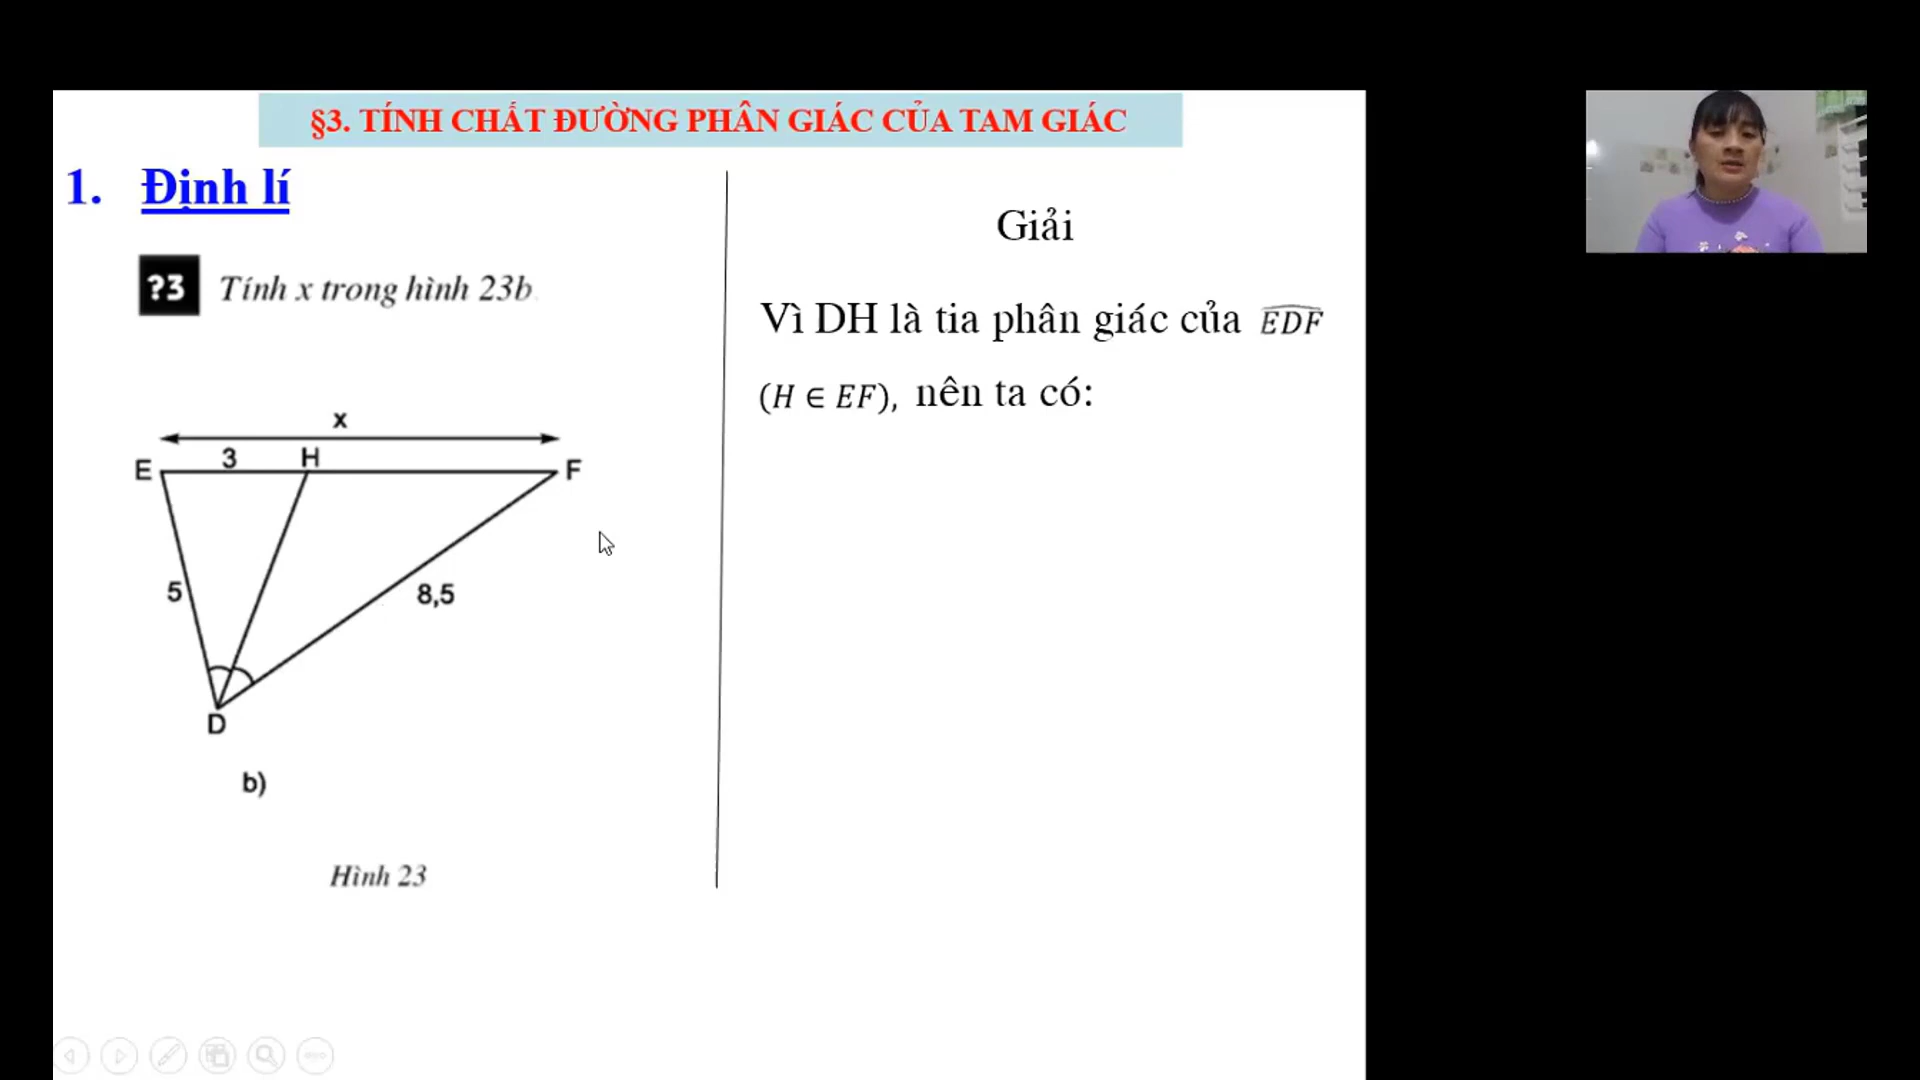 §3. TÍNH CHẤT ĐƯỜNG PHÂN GIÁC CỦA TAM GIÁC
1. Định lí
?3 Tính x trong hình 23b.
x
E 3 H F
5 8,5
D
b)
Hình 23
Giải
Vì DH là tia phân giác của EDF
(H ∈ EF), nên ta có: